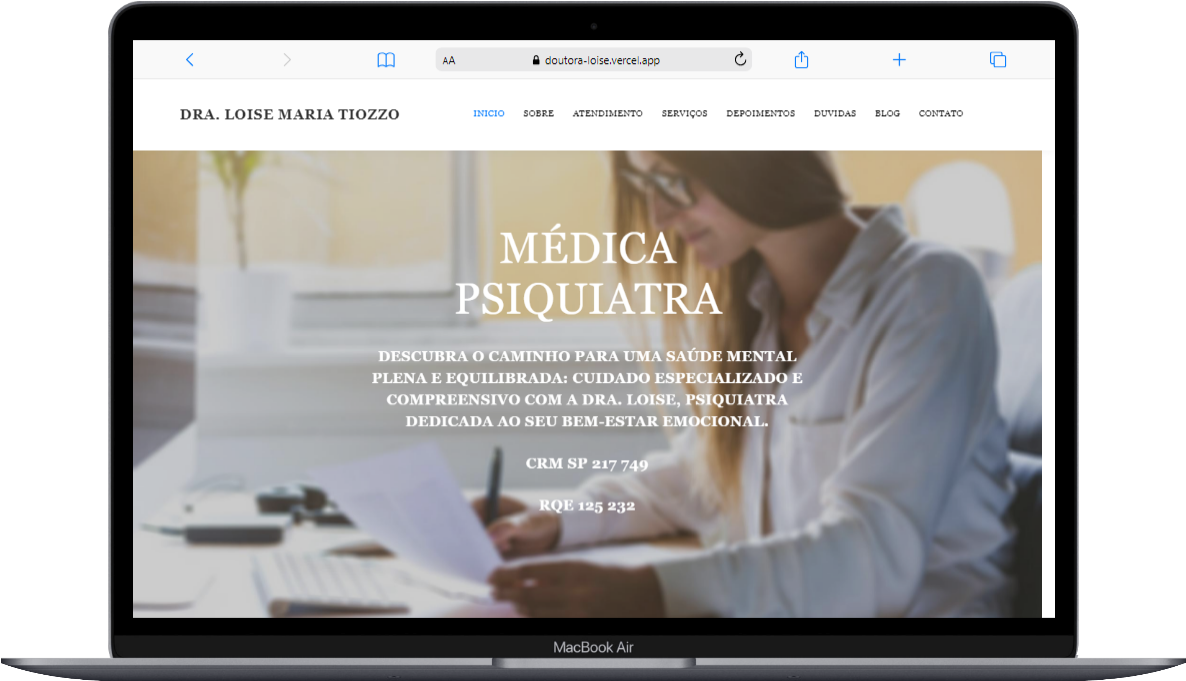 AA
doutora-loise.vercel.app
DRA. LOISE MARIA TIOZZO
INICIO SOBRE ATENDIMENTO SERVIÇOS DEPOIMENTOS DUVIDAS BLOG CONTATO
MÉDICA
PSIQUIATRA
DESCUBRA O CAMINHO PARA UMA SAÚDE MENTAL
PLENA E EQUILIBRADA: CUIDADO ESPECIALIZADO E
COMPREENSIVO COM A DRA. LOISE, PSIQUIATRA
DEDICADA AO SEU BEM-ESTAR EMOCIONAL.
CRM SP 217 749
RQE 125 232
MacBook Air